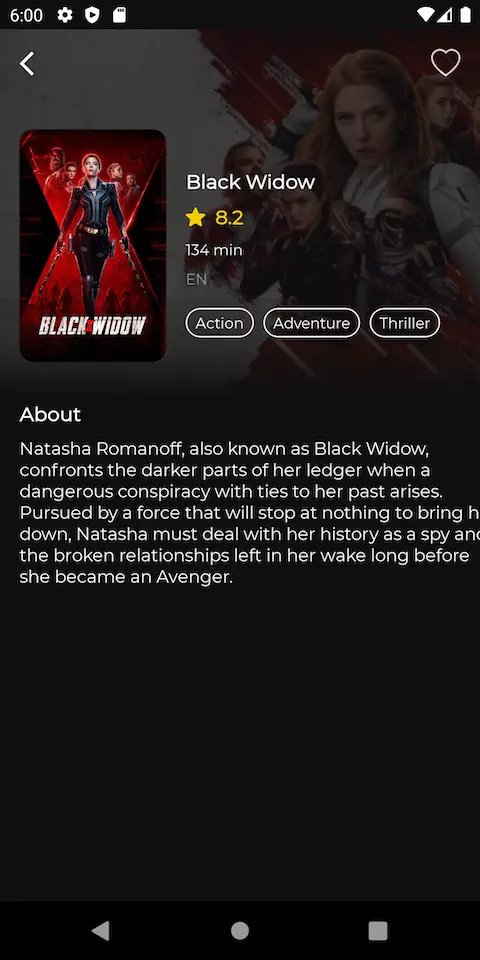 6:00
Black Widow
8.2
134 min
EN
Action Adventure Thriller
BLACK WIDOW
About
Natasha Romanoff, also known as Black Widow,
confronts the darker parts of her ledger when a
dangerous conspiracy with ties to her past arises.
Pursued by a force that will stop at nothing to bring h
down, Natasha must deal with her history as a spy and
the broken relationships left in her wake long before
she became an Avenger.